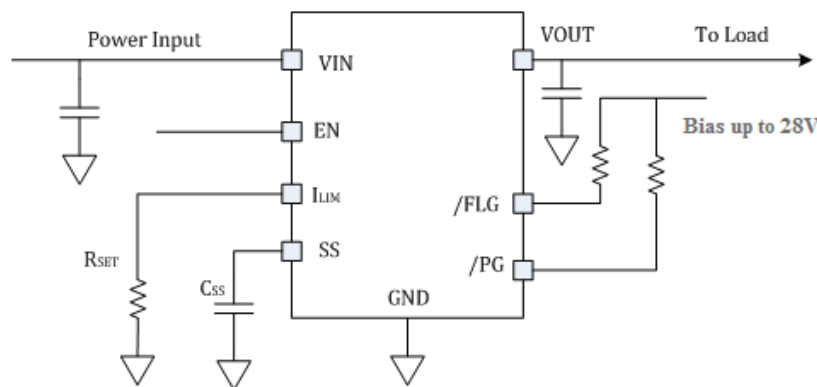 Power Input
VOUT
To Load
VIN
EN
Bias up to 28V
ILIM
/FLG
SS
/PG
RSET
CSS
GND